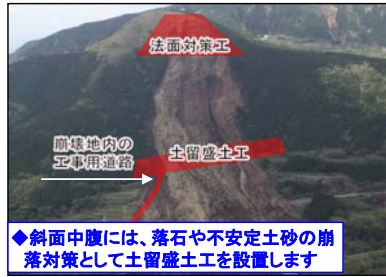 法面対策工
崩壊地内の
工事用道路
土留盛土工
◆斜面中腹には、落石や不安定土砂の崩
落対策として土留盛土工を設置します